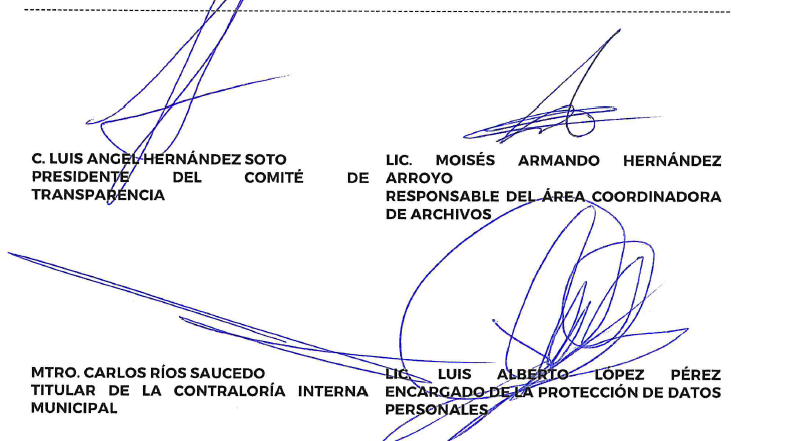 C. LUIS ANGEL HERNÁNDEZ SOTO
PRESIDENTE DEL COMITÉ DE
TRANSPARENCIA
LIC. MOISÉS ARMANDO HERNÁNDEZ
ARROYO
RESPONSABLE DEL ÁREA COORDINADORA
DE ARCHIVOS
MTRO. CARLOS RÍOS SAUCEDO
TITULAR DE LA CONTRALORÍA INTERNA
MUNICIPAL
LIC. LUIS ALBERTO LÓPEZ PÉREZ
ENCARGADO DE LA PROTECCIÓN DE DATOS
PERSONALES